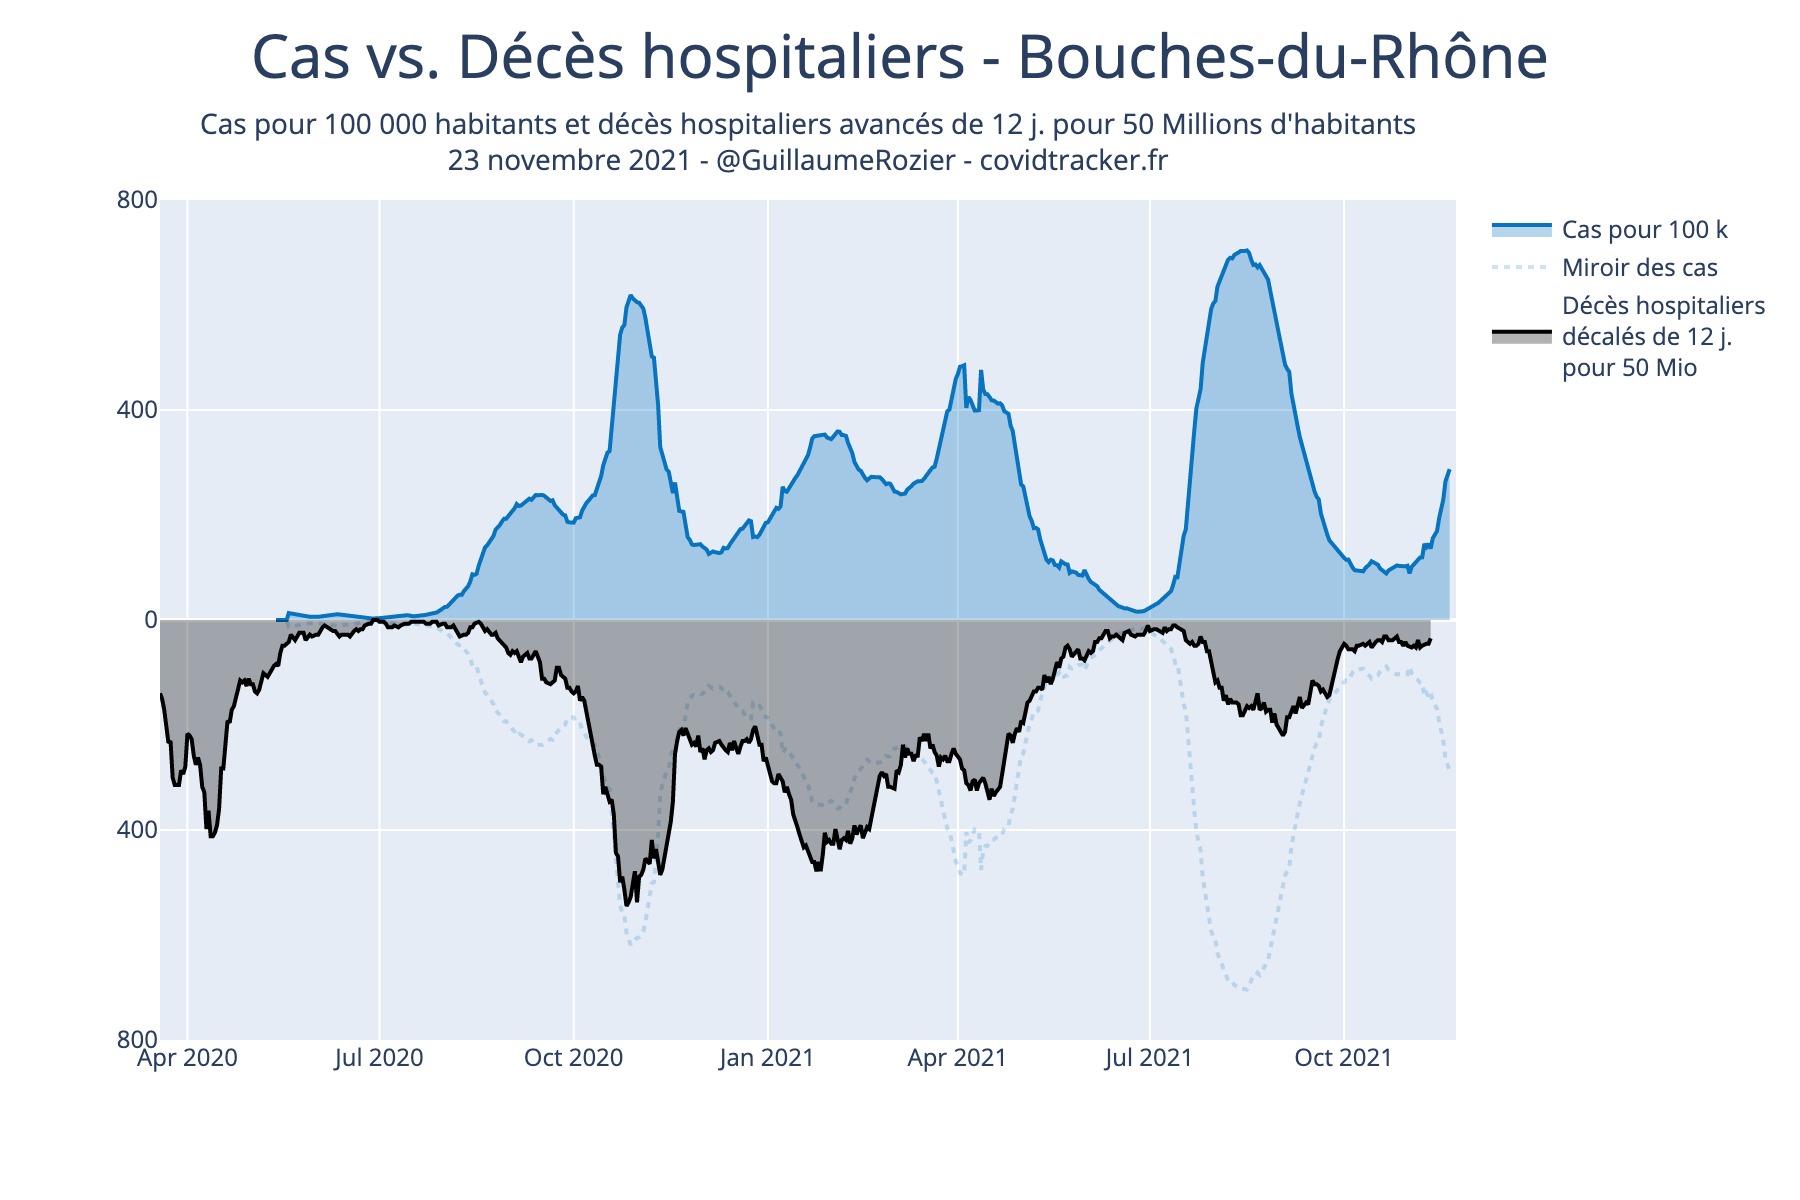 Cas vs. Décès hospitaliers - Bouches-du-Rhône
Cas pour 100 000 habitants et décès hospitaliers avancés de 12 j. pour 50 Millions d'habitants
23 novembre 2021 - @GuillaumeRozier - covidtracker.fr
800
400
0
400
800
Apr 2020
Jul 2020
Oct 2020
Jan 2021
Apr 2021
Jul 2021
Oct 2021
Cas pour 100 k
Miroir des cas
Décès hospitaliers
décalés de 12 j.
pour 50 Mio